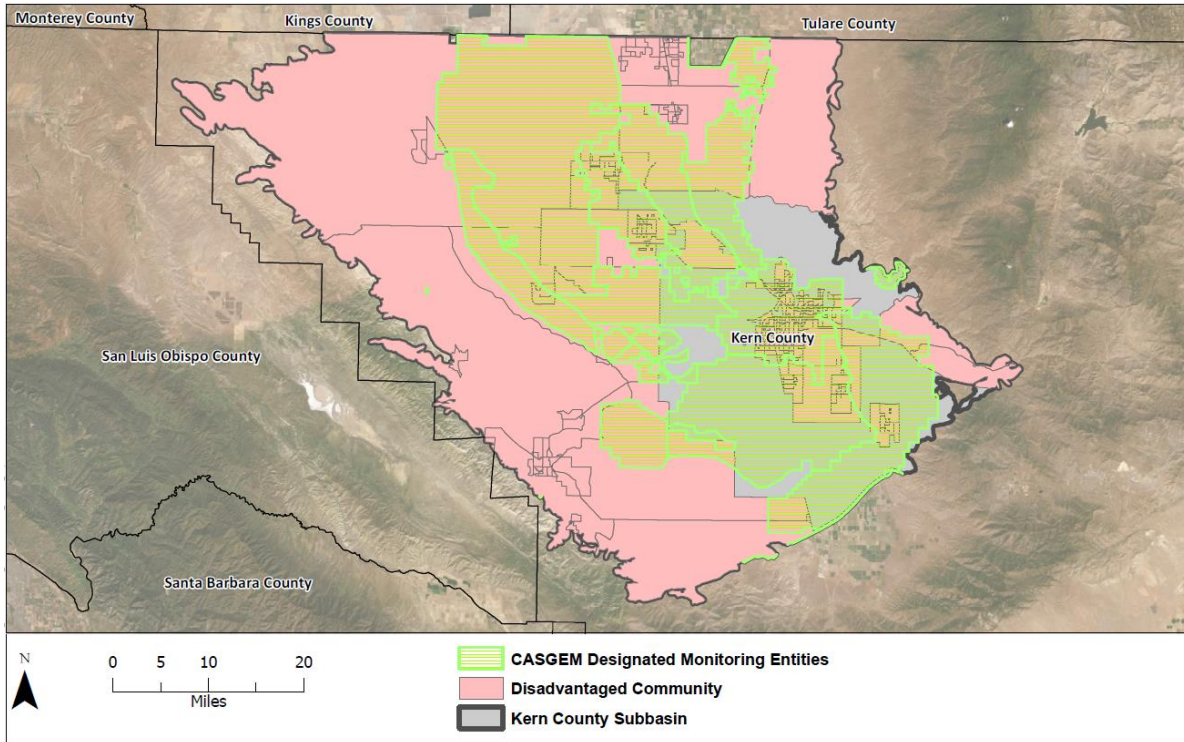 Monterey County
Kings County
Tulare County
Kern County
San Luis Obispo County
Santa Barbara County
N
0 5 10 20
Miles
CASGEM Designated Monitoring Entities
Disadvantaged Community
Kern County Subbasin